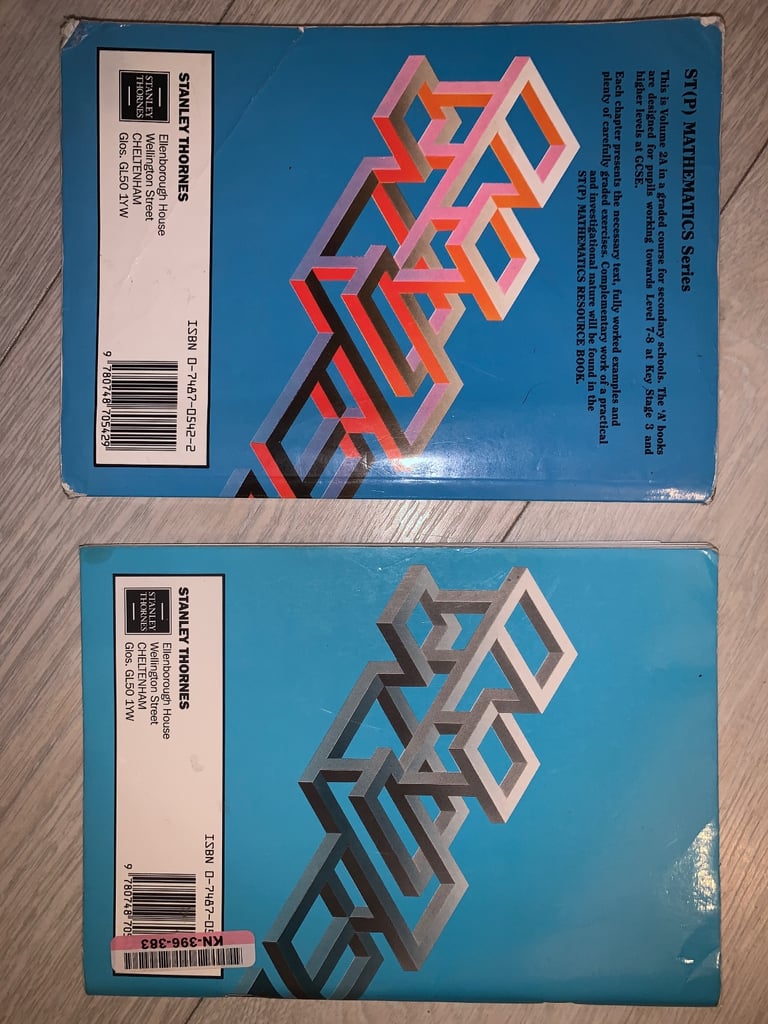 ST(P) MATHEMATICS Series
This is Volume 2A in a graded course for secondary schools. The 'A' books
are designed for pupils working towards Level 7-8 at Key Stage 3 and
higher levels at GCSE.
Each chapter presents the necessary text, fully worked examples and
plenty of carefully graded exercises. Complementary work of a practical
and investigational nature will be found in the
ST(P) MATHEMATICS RESOURCE BOOK.
STANLEY THORNES
STANLEY
THORNES
Ellenborough House
Wellington Street
CHELTENHAM
Glos. GL50 1YW
ISBN 0-7487-0542-2
9 780748 705429
STANLEY THORNES
STANLEY
THORNES
Ellenborough House
Wellington Street
CHELTENHAM
Glos. GL50 1YW
ISBN 0-7487-05
9 780748 705
KN-396-383